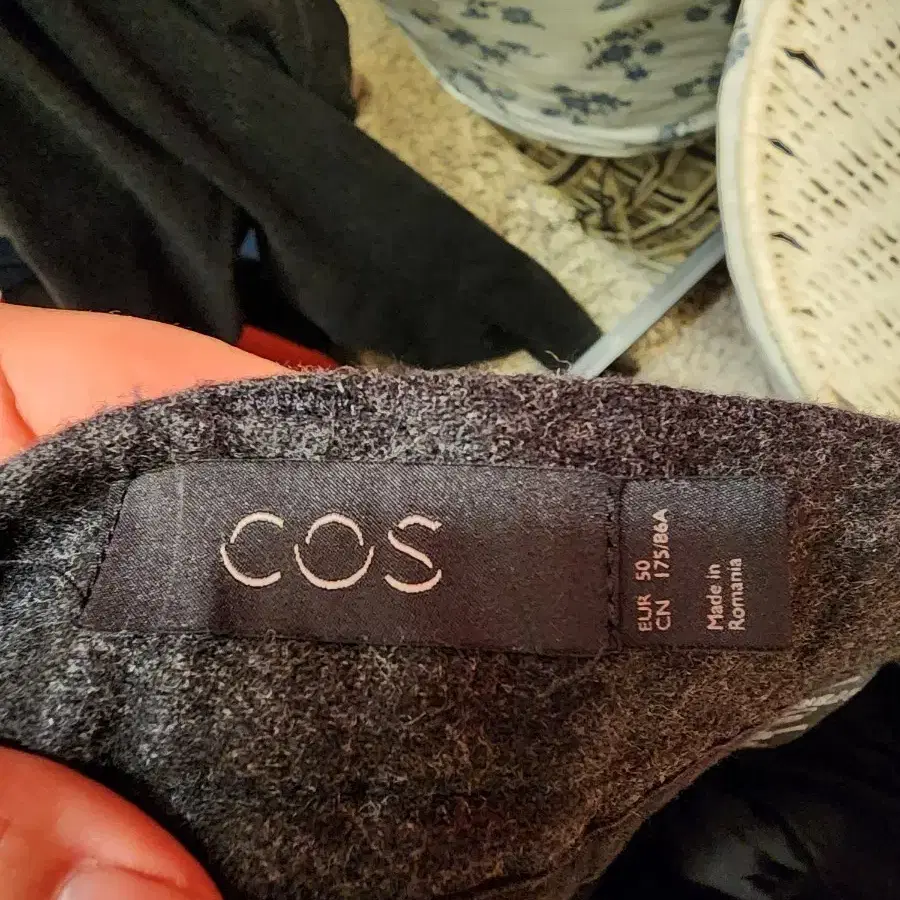 COS
EUR 50
CN 175/86A
Made in
Romania